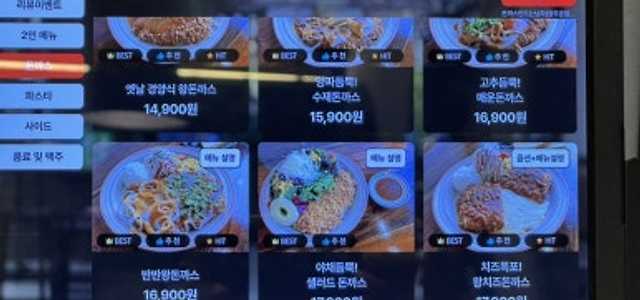 리뷰이벤트
2인 메뉴
돈까스
파스타
사이드
음료 및 맥주
BEST 추천 HIT
BEST 추천 HIT
BEST 추천 HIT
옛날 경양식 왕돈까스
14,900원
양파듬뿍!
수제돈까스
15,900원
고추듬뿍!
매운돈까스
16,900원
메뉴 설명
메뉴 설명
옵션+메뉴설명
BEST 추천 HIT
BEST 추천
BEST 추천 HIT
반반왕돈까스
16,900원
야채듬뿍!
샐러드 돈까스
치즈폭포!
왕치즈돈까스